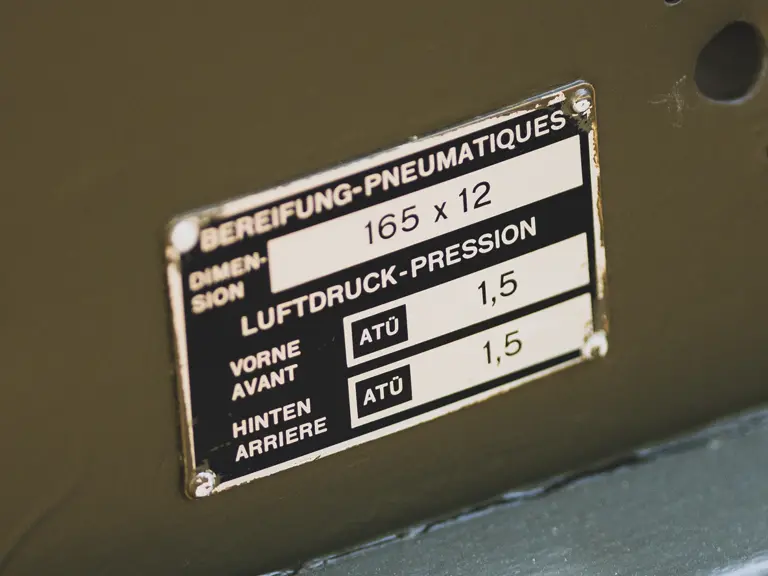 BEREIFUNG-PNEUMATIQUES
DIMEN-
SION
165 x 12
LUFTDRUCK-PRESSION
VORNE
AVANT
ATÜ
1,5
HINTEN
ARRIERE
ATÜ
1,5